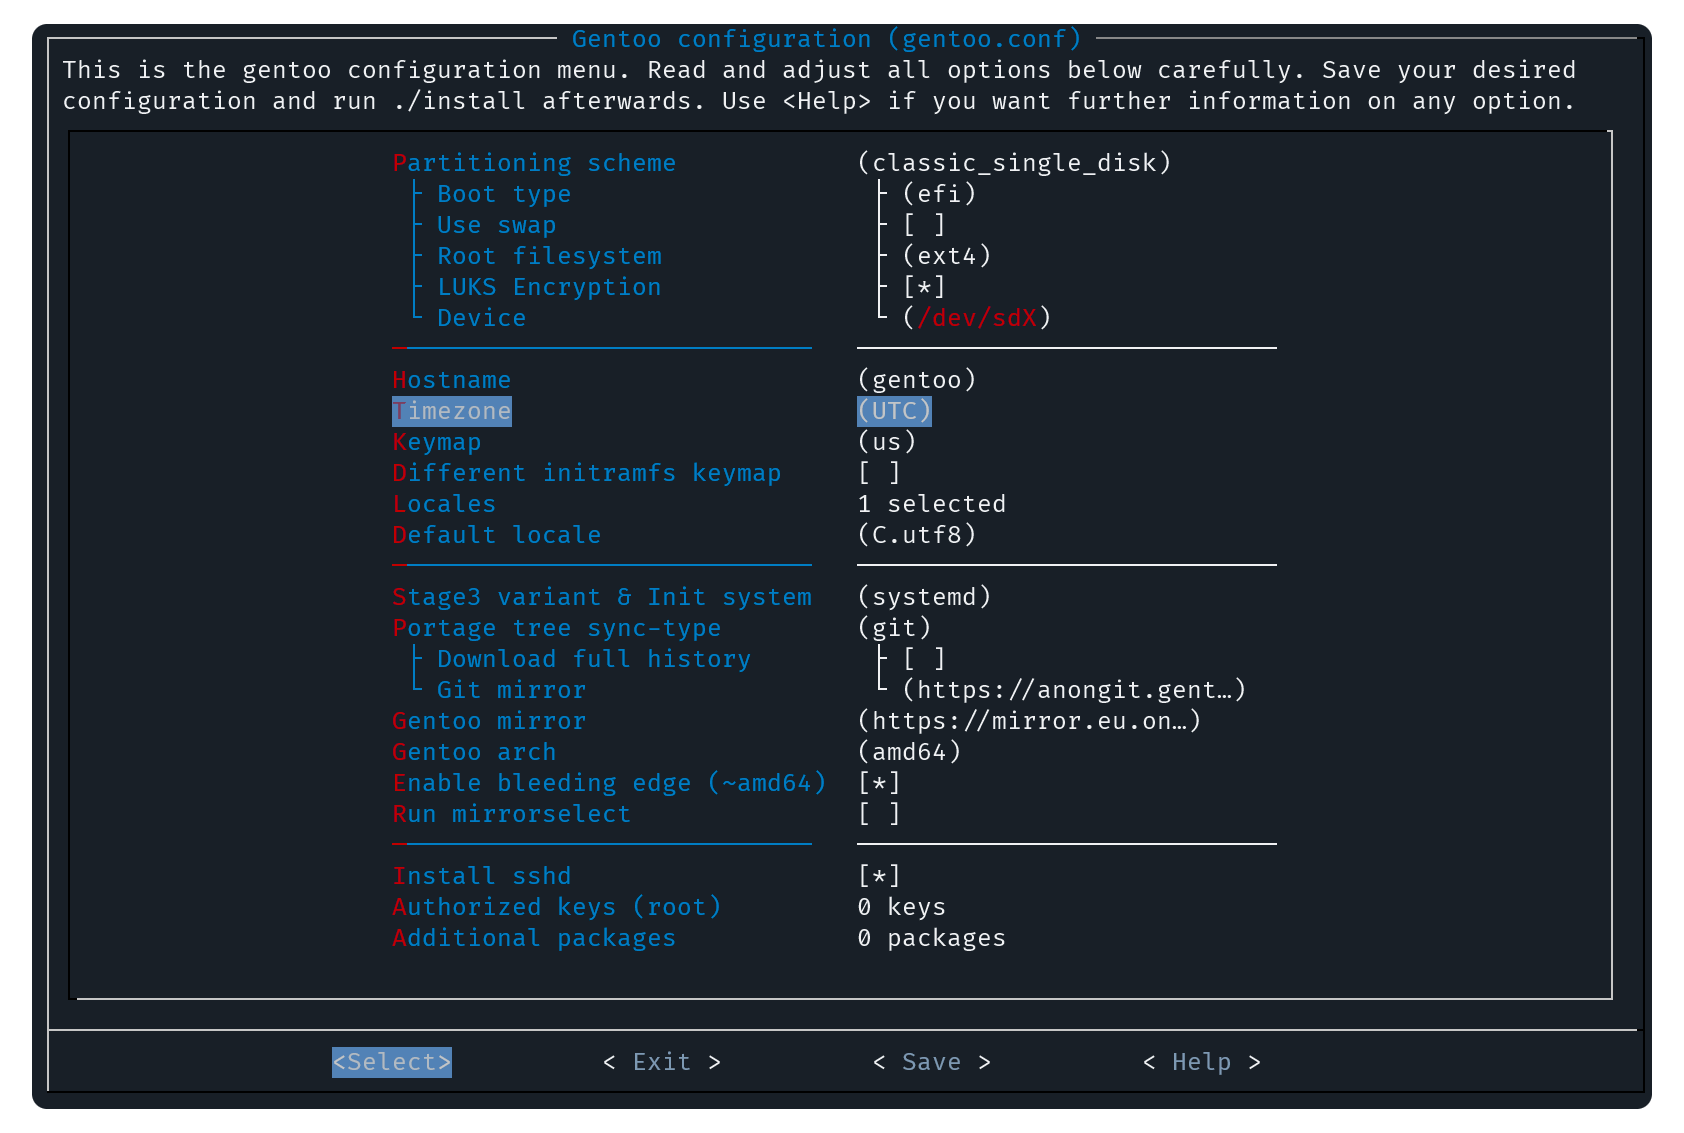 Gentoo configuration (gentoo.conf)
This is the gentoo configuration menu. Read and adjust all options below carefully. Save your desired
configuration and run ./install afterwards. Use <Help> if you want further information on any option.
Partitioning scheme (classic_single_disk)
├ Boot type ├ (efi)
├ Use swap ├ [ ]
├ Root filesystem ├ (ext4)
├ LUKS Encryption ├ [*]
└ Device └ (/dev/sdX)
Hostname (gentoo)
Timezone (UTC)
Keymap (us)
Different initramfs keymap [ ]
Locales 1 selected
Default locale (C.utf8)
Stage3 variant & Init system (systemd)
Portage tree sync-type (git)
├ Download full history ├ [ ]
└ Git mirror └ (https://anongit.gent…)
Gentoo mirror (https://mirror.eu.on…)
Gentoo arch (amd64)
Enable bleeding edge (~amd64) [*]
Run mirrorselect [ ]
Install sshd [*]
Authorized keys (root) 0 keys
Additional packages 0 packages
<Select> < Exit > < Save > < Help >